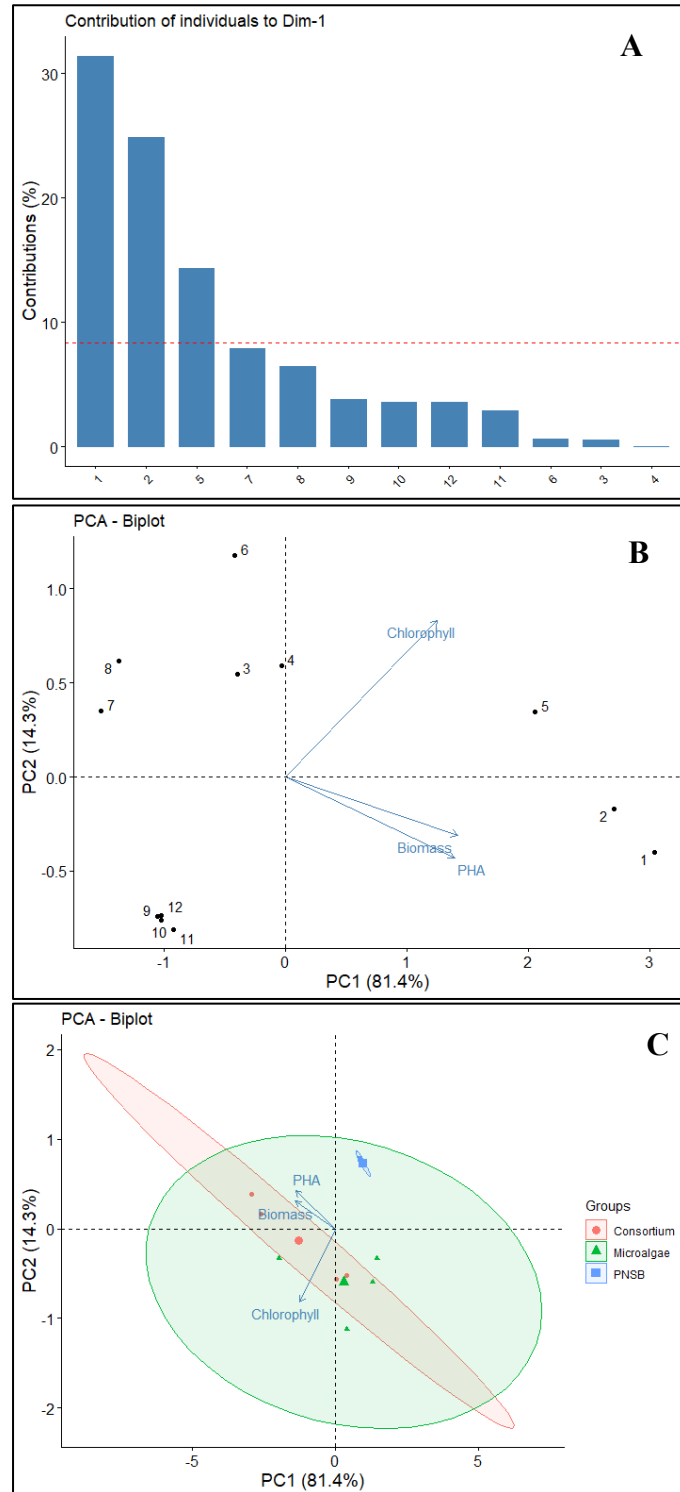 Contribution of individuals to Dim-1
A
Contributions (%)
30
20
10
0
1 2 5 7 8 9 10 12 11 6 3 4
PCA - Biplot
B
PC2 (14.3%)
1.0
0.5
0.0
-0.5
6
Chlorophyll
8
3
4
7
5
2
Biomass
1
PHA
9 12
10 11
-1 0 1 2 3
PC1 (81.4%)
PCA - Biplot
C
PC2 (14.3%)
2
1
0
-1
-2
PHA
Biomass
Chlorophyll
Groups
Consortium
Microalgae
PNSB
-5 0 5
PC1 (81.4%)